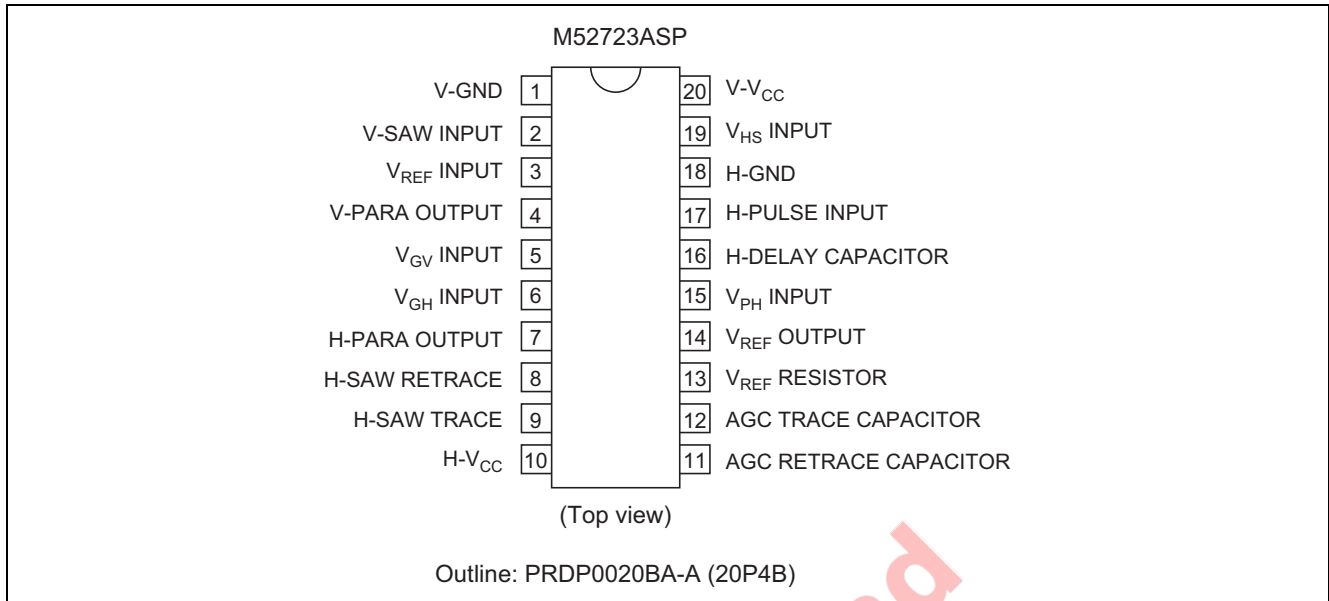 M52723ASP
V-GND 1 20 V-VCC
V-SAW INPUT 2 19 VHS INPUT
VREF INPUT 3 18 H-GND
V-PARA OUTPUT 4 17 H-PULSE INPUT
VGV INPUT 5 16 H-DELAY CAPACITOR
VGH INPUT 6 15 VPH INPUT
H-PARA OUTPUT 7 14 VREF OUTPUT
H-SAW RETRACE 8 13 VREF RESISTOR
H-SAW TRACE 9 12 AGC TRACE CAPACITOR
H-VCC 10 11 AGC RETRACE CAPACITOR
(Top view)
Outline: PRDP0020BA-A (20P4B)